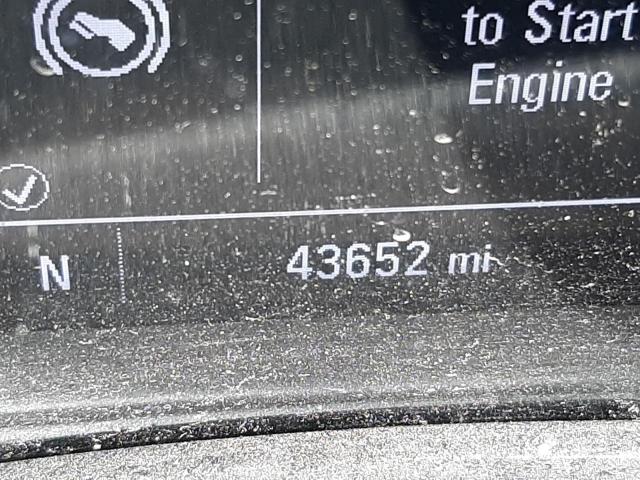 to Start
Engine
N
43652 mi